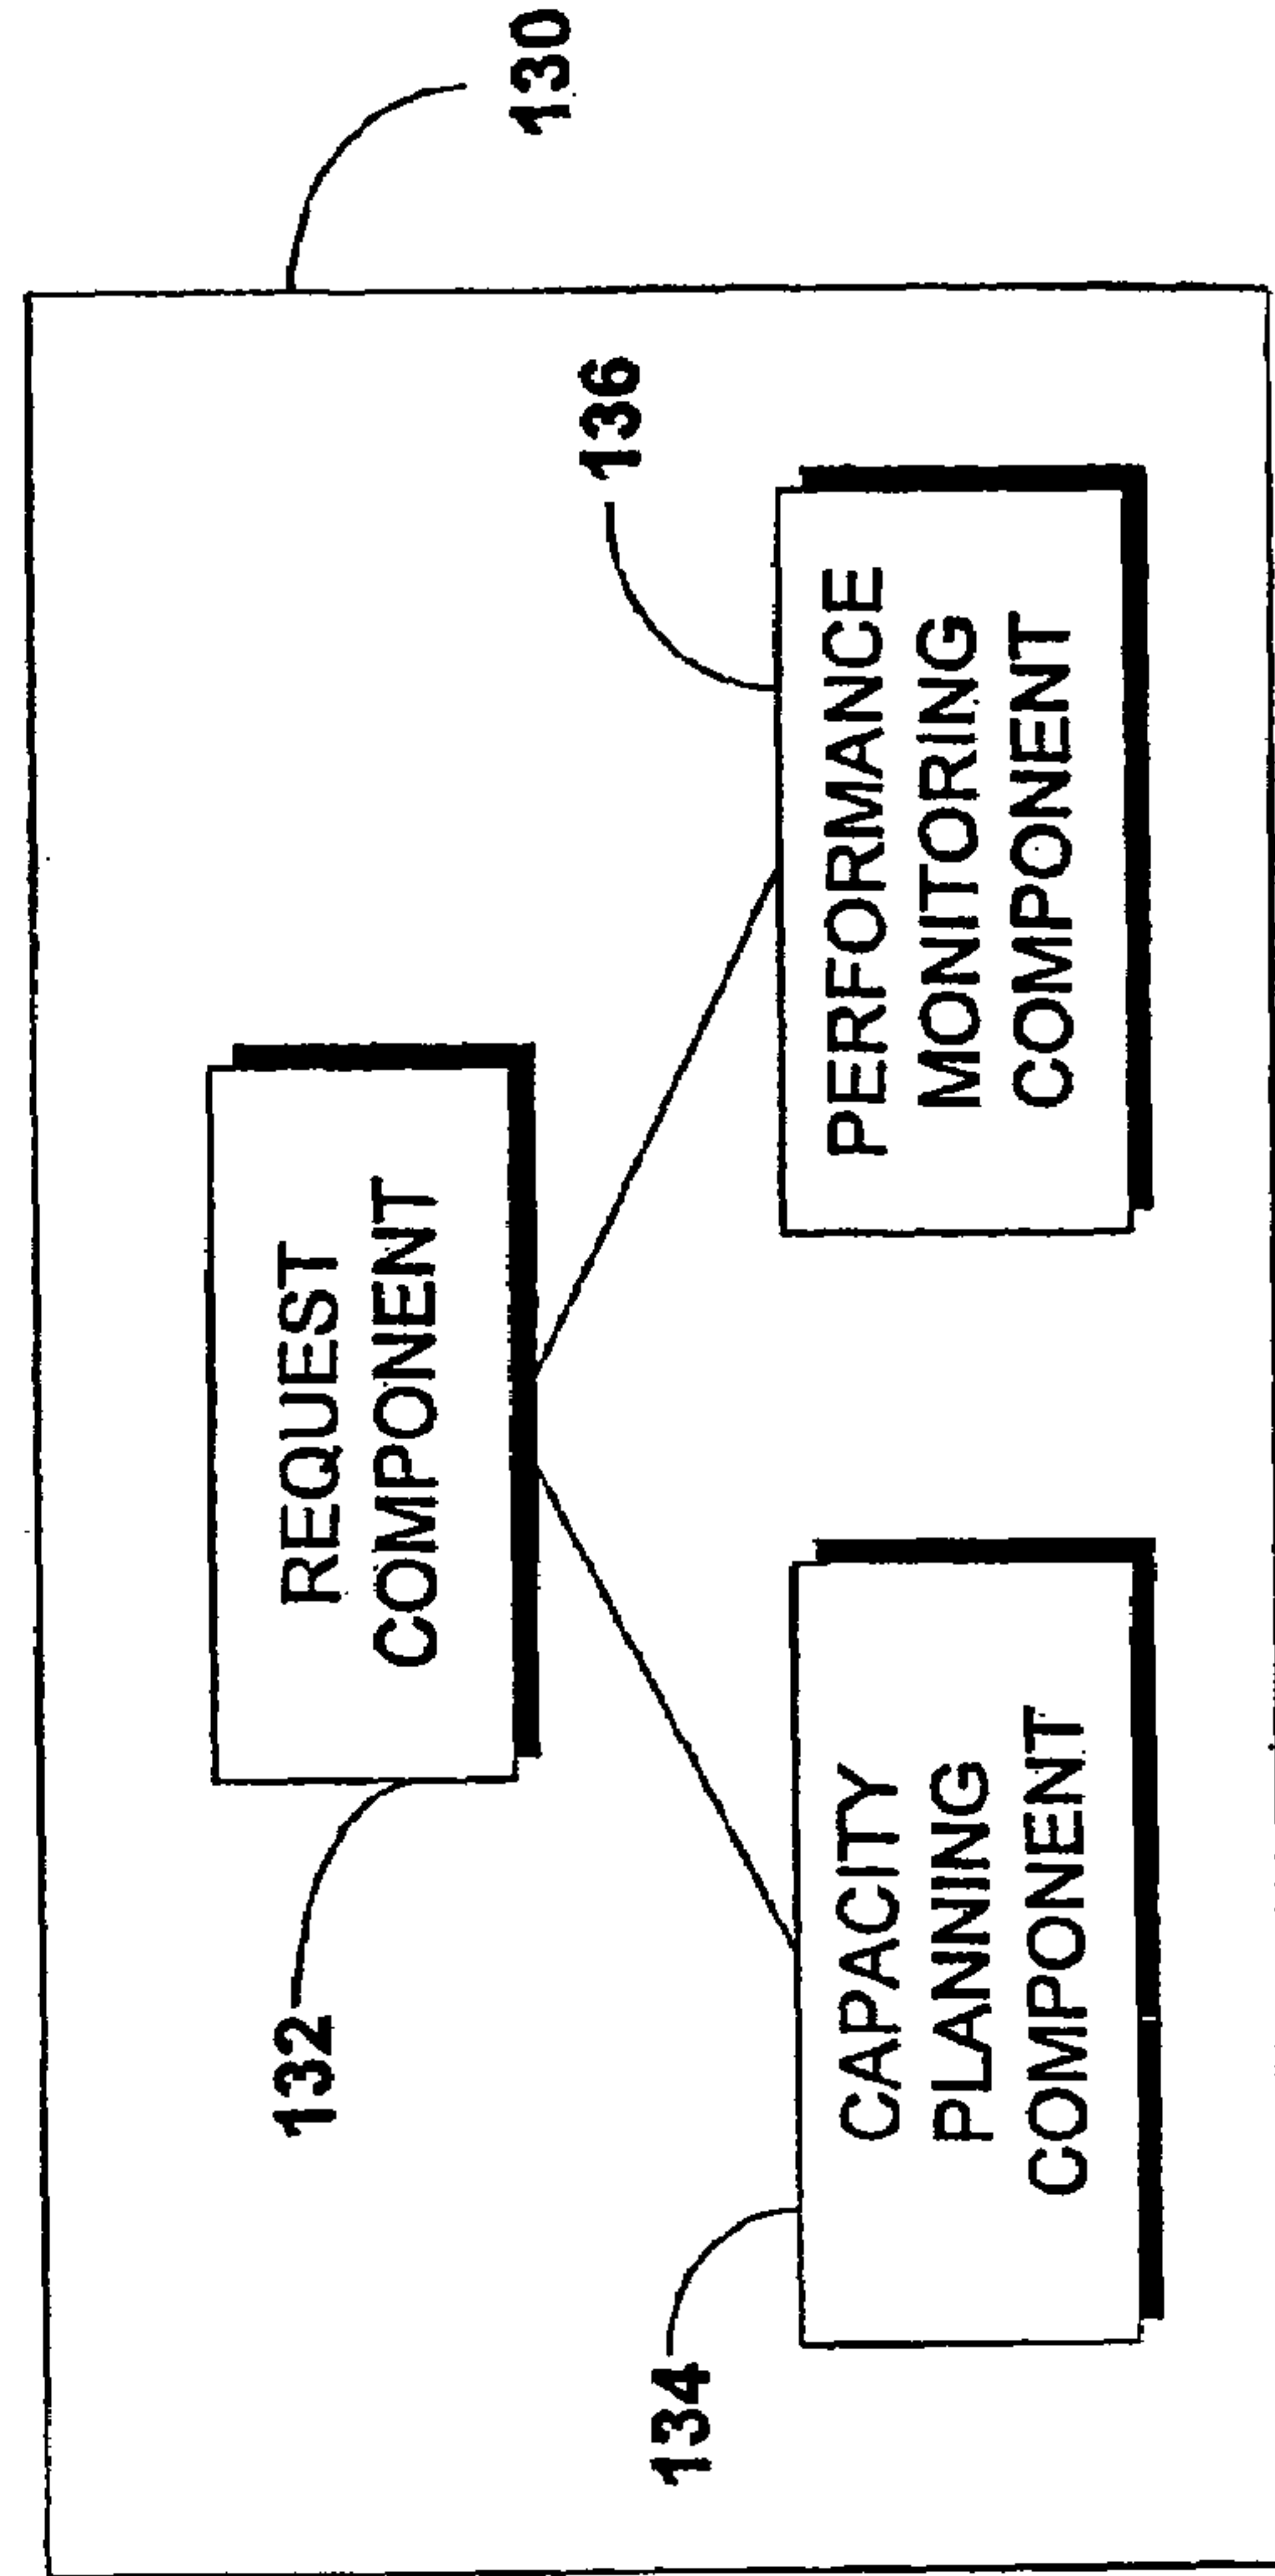 130
132
REQUEST
COMPONENT
134
CAPACITY
PLANNING
COMPONENT
136
PERFORMANCE
MONITORING
COMPONENT